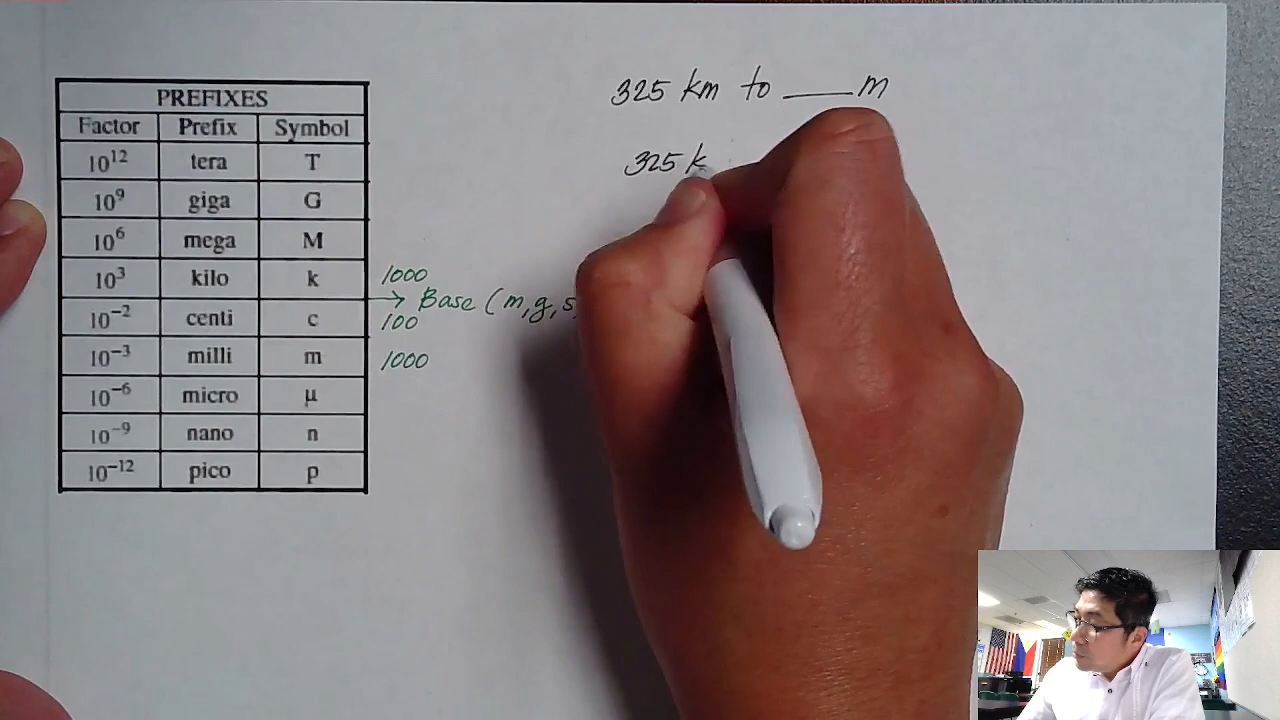 PREFIXES
Factor Prefix Symbol
10¹² tera T
10⁹ giga G
10⁶ mega M
10³ kilo k
10⁻² centi c
10⁻³ milli m
10⁻⁶ micro μ
10⁻⁹ nano n
10⁻¹² pico p
1000
→ Base (m,g,s
100
1000
325 km to ____ m
325 k